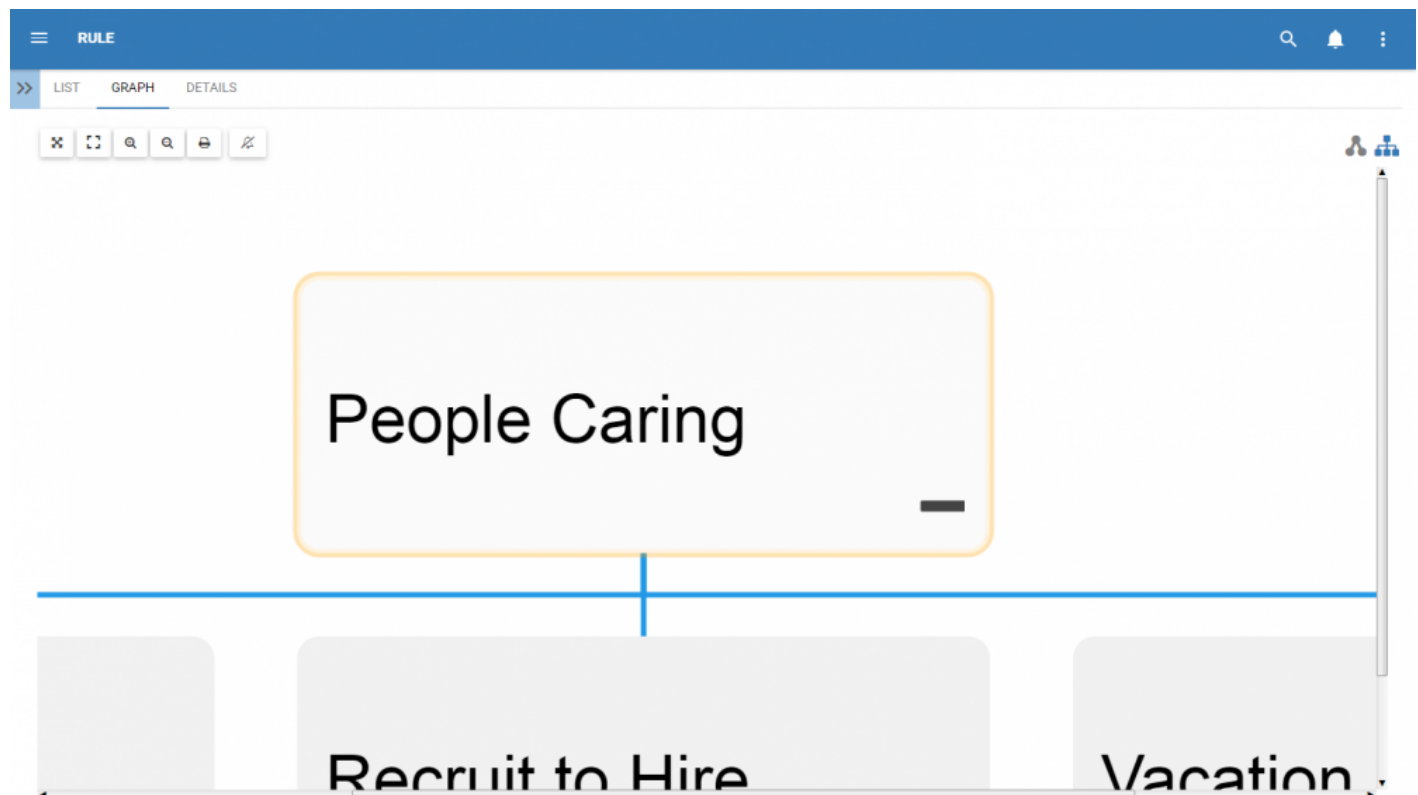 RULE
LIST GRAPH DETAILS
People Caring
Recruit to Hire
Vacation